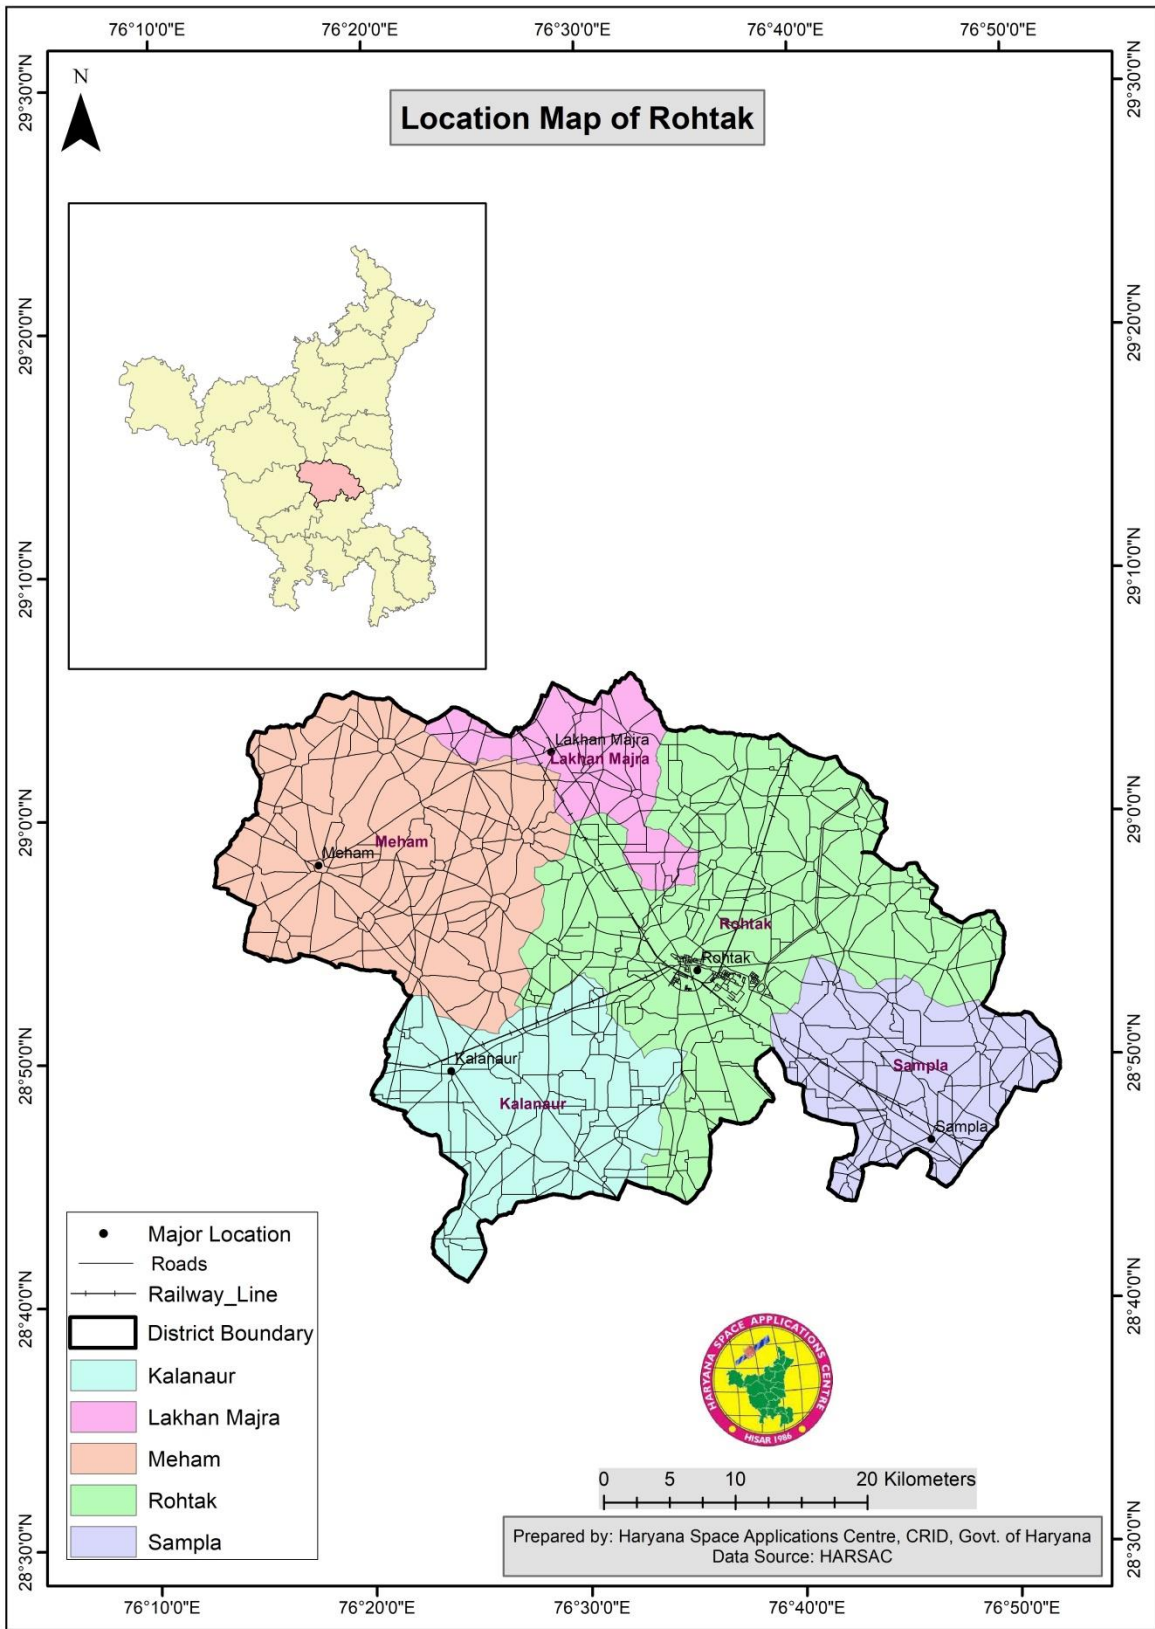 76°10'0"E 76°20'0"E 76°30'0"E 76°40'0"E 76°50'0"E
N
Location Map of Rohtak
29°30'0"N
29°20'0"N
29°10'0"N
29°0'0"N
28°50'0"N
28°40'0"N
28°30'0"N
29°30'0"N
29°20'0"N
29°10'0"N
29°0'0"N
28°50'0"N
28°40'0"N
28°30'0"N
Lakhan Majra
Lakhan Majra
Meham
Meham
Rohtak
Rohtak
Kalanaur
Kalanaur
Sampla
Sampla
Major Location
Roads
Railway_Line
District Boundary
Kalanaur
Lakhan Majra
Meham
Rohtak
Sampla
HARYANA SPACE APPLICATIONS CENTRE
HISAR 1986
0 5 10 20 Kilometers
Prepared by: Haryana Space Applications Centre, CRID, Govt. of Haryana
Data Source: HARSAC
76°10'0"E 76°20'0"E 76°30'0"E 76°40'0"E 76°50'0"E